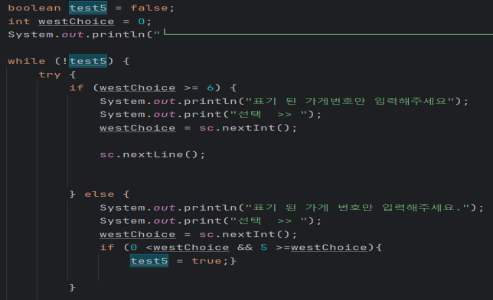 boolean test5 = false;
int westChoice = 0;
System.out.println("└
while (!test5) {
try {
if (westChoice >= 6) {
System.out.println("표기 된 가게번호만 입력해주세요");
System.out.print("선택  >> ");
westChoice = sc.nextInt();
sc.nextLine();
} else {
System.out.println("표기 된 가게 번호만 입력해주세요.");
System.out.print("선택  >> ");
westChoice = sc.nextInt();
if (0 <westChoice && 5 >=westChoice){
test5 = true;}
}